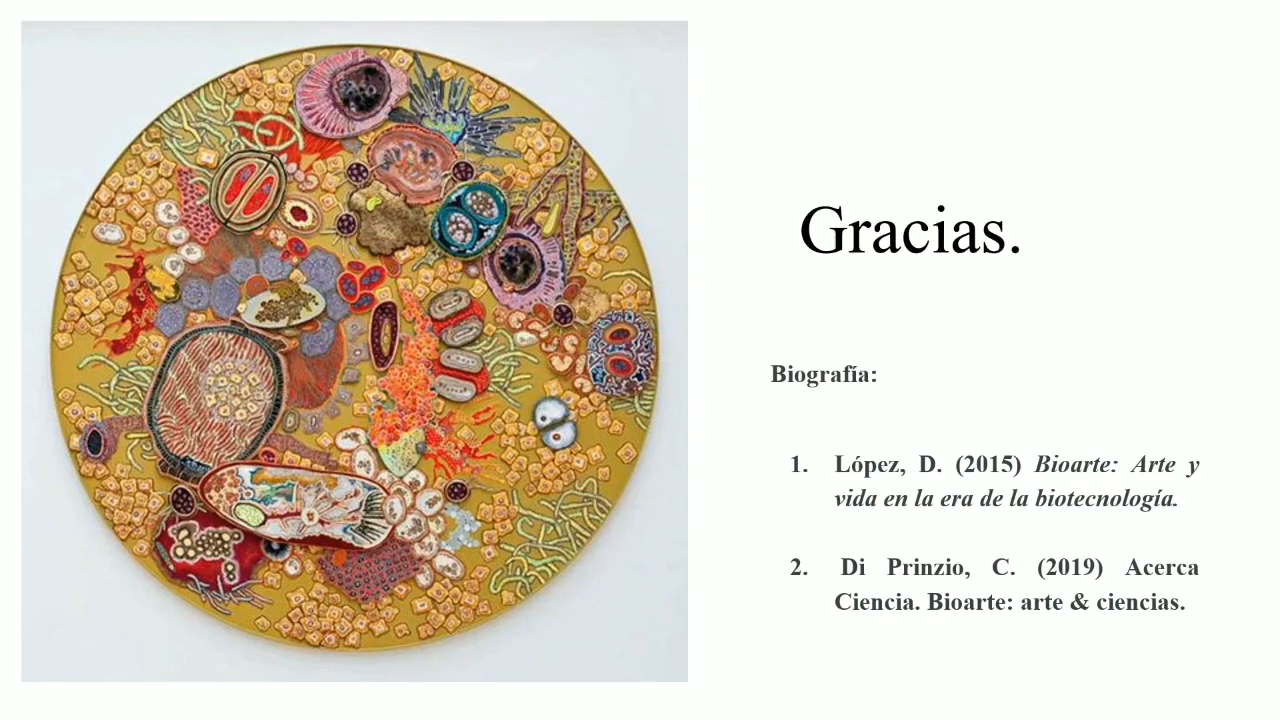 Gracias.
Biografía:
1. López, D. (2015) Bioarte: Arte y
vida en la era de la biotecnología.
2. Di Prinzio, C. (2019) Acerca
Ciencia. Bioarte: arte & ciencias.